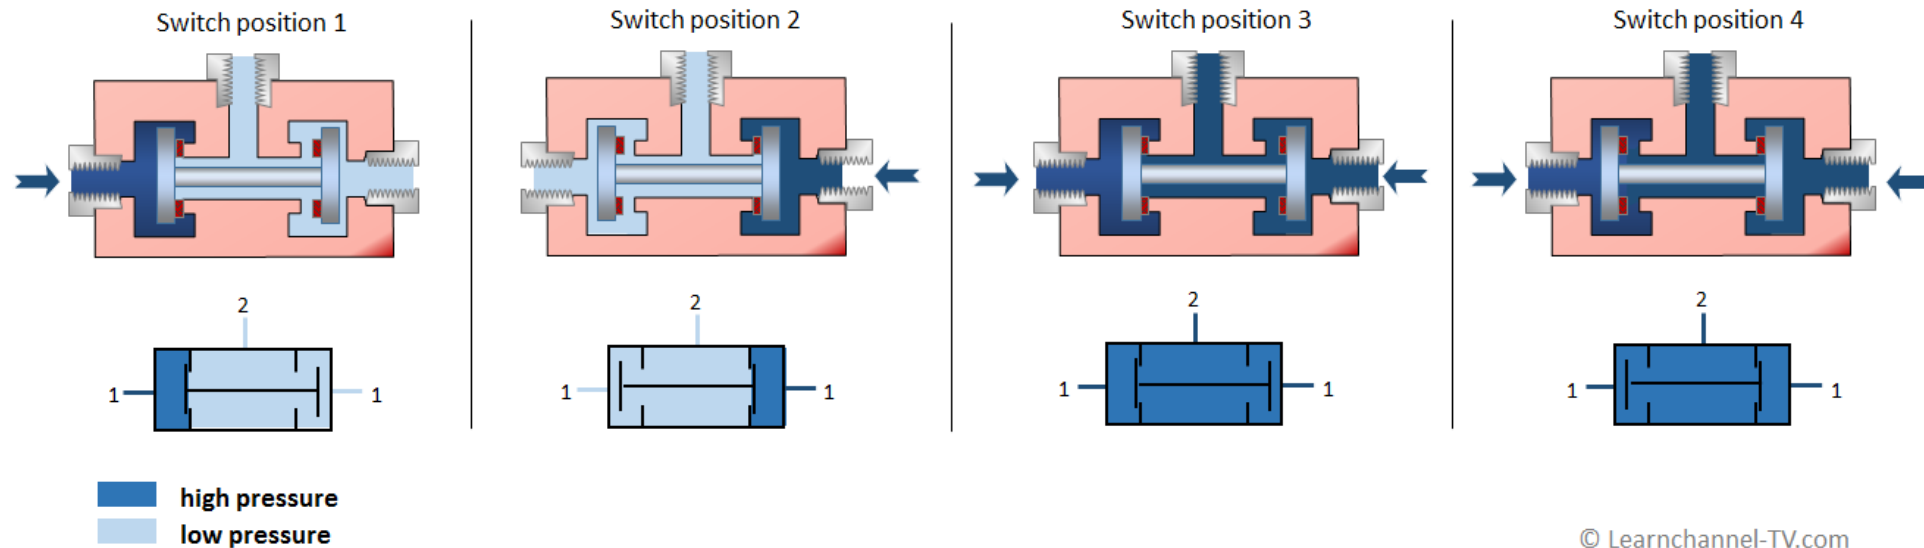 Switch position 1
Switch position 2
Switch position 3
Switch position 4
2
1
1
2
1
1
2
1
1
2
1
1
high pressure
low pressure
© Learnchannel-TV.com